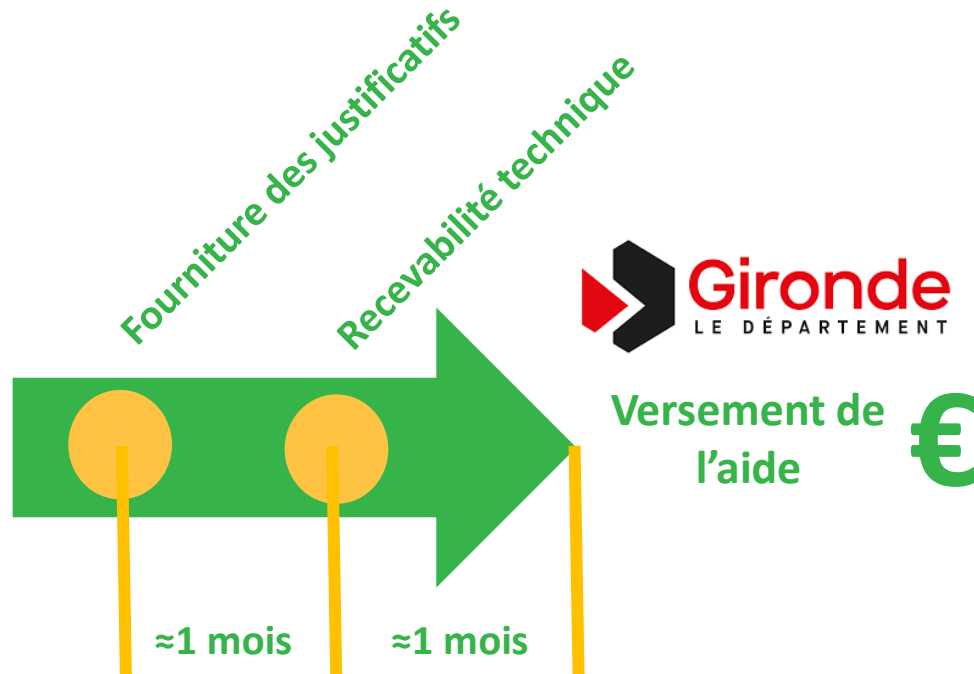 Fourniture des justificatifs
Recevabilité technique
Gironde
LE DÉPARTEMENT
Versement de
l’aide
€
≈1 mois
≈1 mois